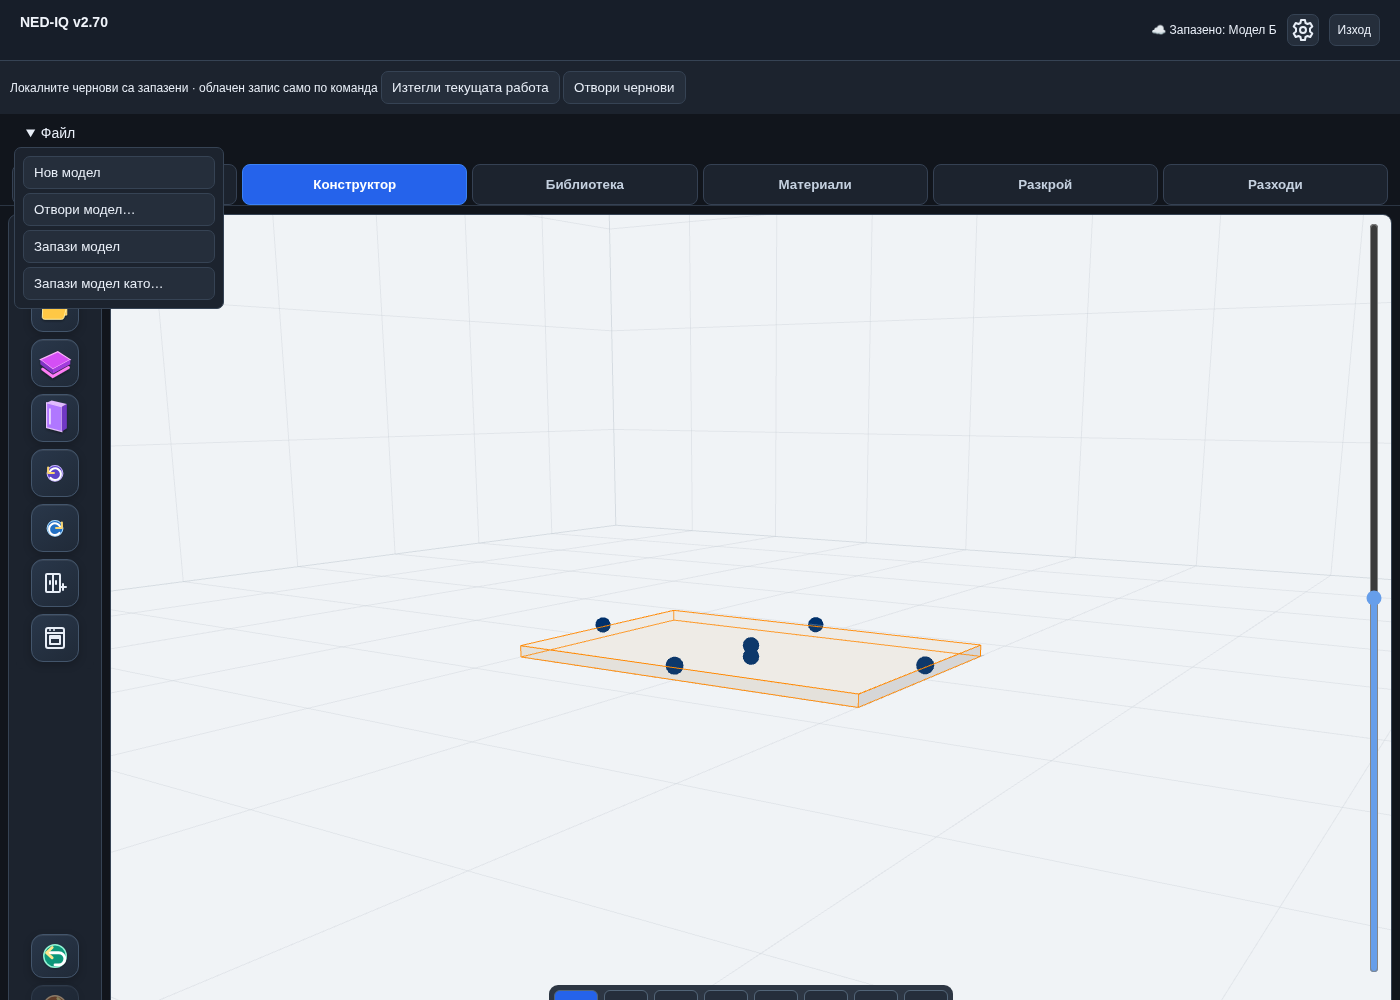 NED-IQ v2.70
☁️ Запазено: Модел Б
Изход
Локалните чернови са запазени · облачен запис само по команда
Изтегли текущата работа
Отвори чернови
▼ Файл
Нов модел
Отвори модел…
Запази модел
Запази модел като…
Конструктор
Библиотека
Материали
Разкрой
Разходи